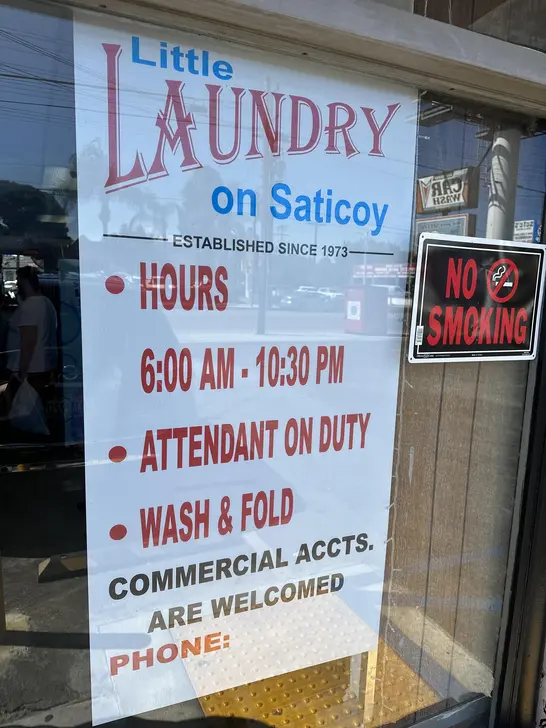 Little
LAUNDRY
on Saticoy
ESTABLISHED SINCE 1973
• HOURS
6:00 AM - 10:30 PM
• ATTENDANT ON DUTY
• WASH & FOLD
COMMERCIAL ACCTS.
ARE WELCOMED
PHONE:
CAR
WASH
NO
SMOKING